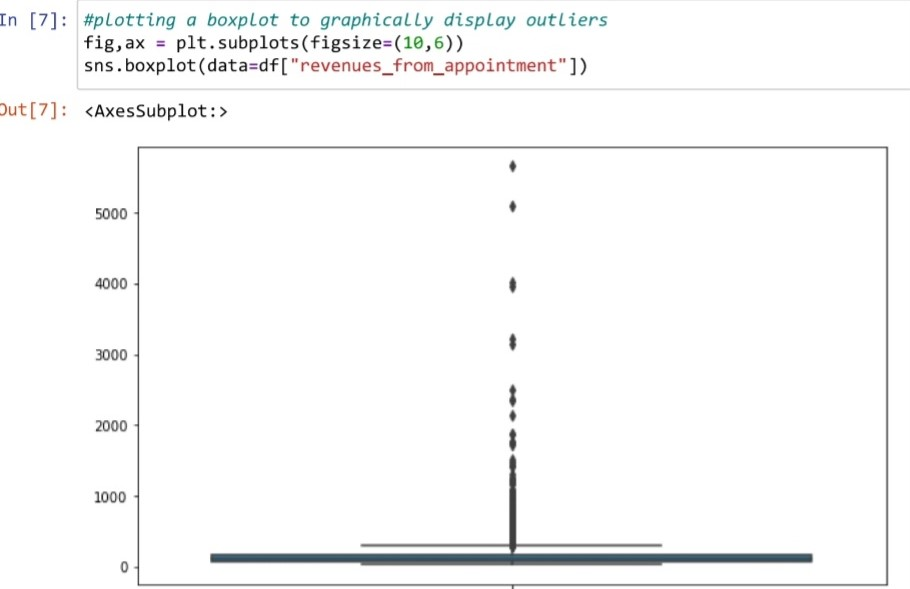 In [7]: #plotting a boxplot to graphically display outliers
fig,ax = plt.subplots(figsize=(10,6))
sns.boxplot(data=df["revenues_from_appointment"])
Out[7]: <AxesSubplot:>
5000
4000
3000
2000
1000
0